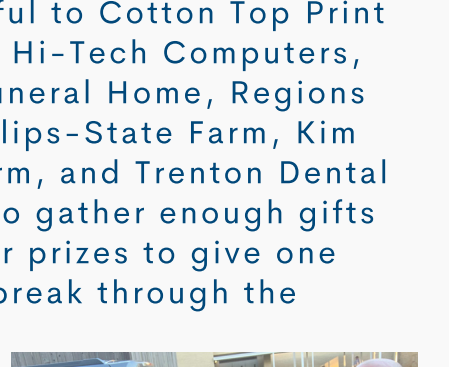 ful to Cotton Top Print
Hi-Tech Computers,
uneral Home, Regions
lips-State Farm, Kim
rm, and Trenton Dental
o gather enough gifts
r prizes to give one
break through the